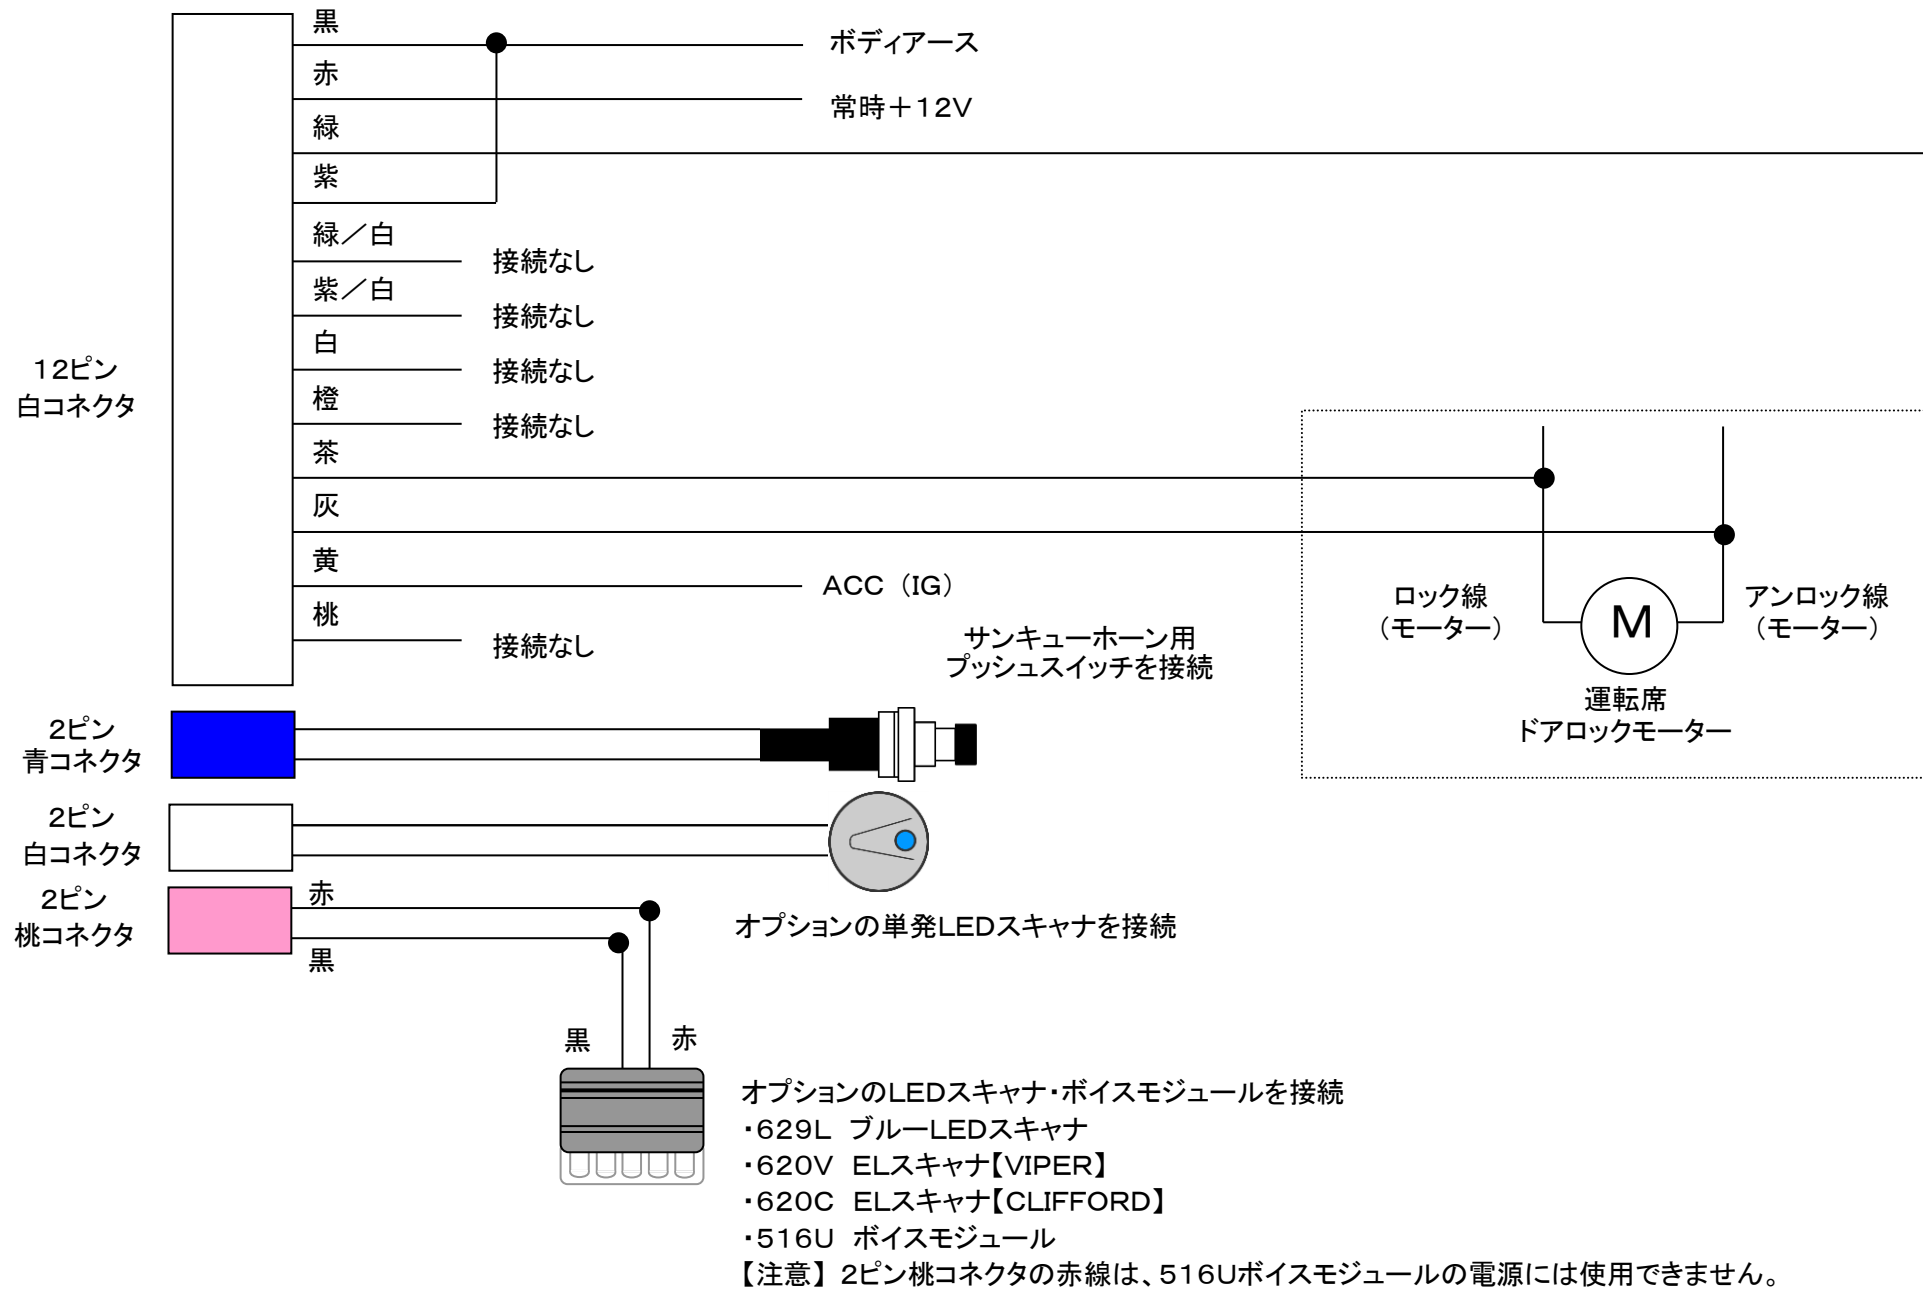 黒
ボディアース
赤
常時＋１２Ｖ
緑
紫
緑／白
接続なし
紫／白
接続なし
白
接続なし
１２ピン
白コネクタ
橙
接続なし
茶
灰
黄
ＡＣＣ（ＩＧ）
桃
接続なし
ロック線
（モーター）
Ｍ
アンロック線
（モーター）
運転席
ドアロックモーター
サンキューホーン用
プッシュスイッチを接続
２ピン
青コネクタ
２ピン
白コネクタ
オプションの単発ＬＥＤスキャナを接続
２ピン
桃コネクタ
赤
黒
黒
赤
オプションのＬＥＤスキャナ・ボイスモジュールを接続
・６２９Ｌ　ブルーＬＥＤスキャナ
・６２０Ｖ　ＥＬスキャナ【ＶＩＰＥＲ】
・６２０Ｃ　ＥＬスキャナ【ＣＬＩＦＦＯＲＤ】
・５１６Ｕ　ボイスモジュール
【注意】２ピン桃コネクタの赤線は、５１６Ｕボイスモジュールの電源には使用できません。